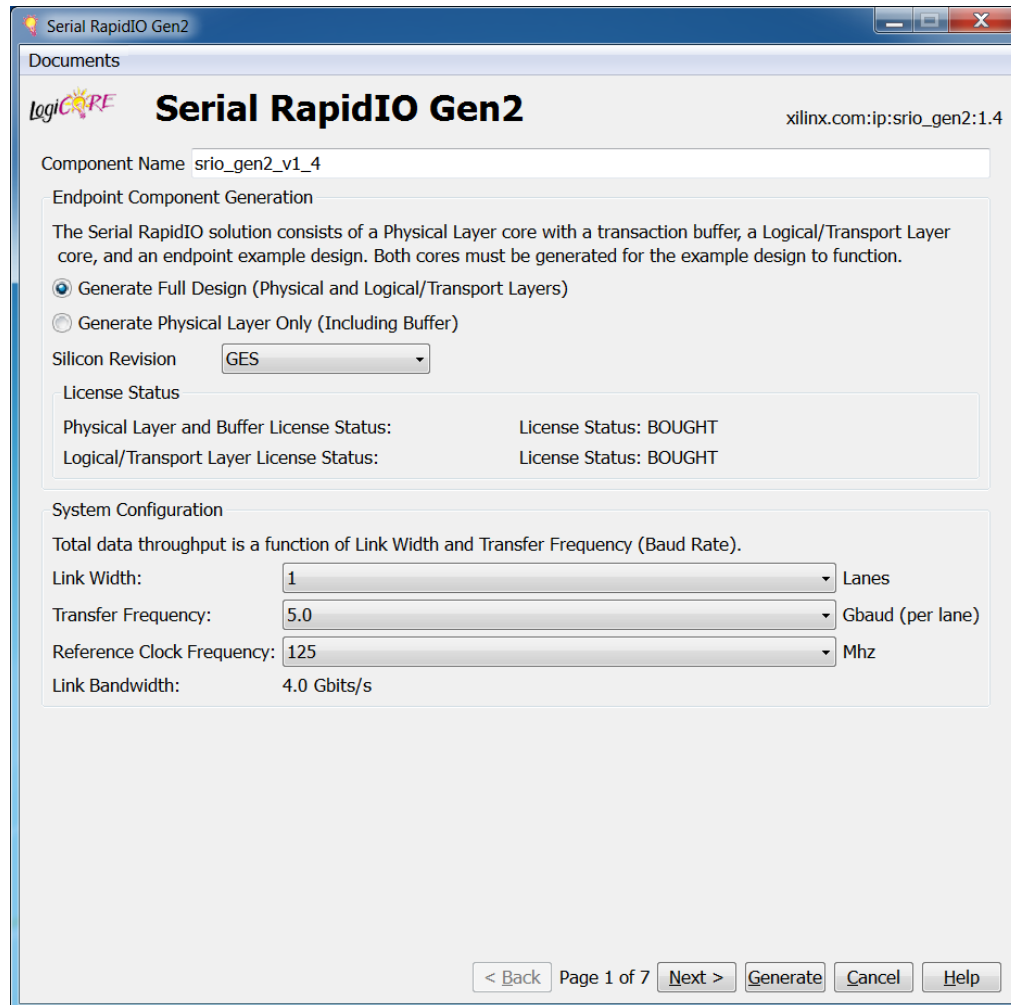 Serial RapidIO Gen2
Documents
LogiCORE
Serial RapidIO Gen2
xilinx.com:ip:srio_gen2:1.4
Component Name srio_gen2_v1_4
Endpoint Component Generation
The Serial RapidIO solution consists of a Physical Layer core with a transaction buffer, a Logical/Transport Layer
core, and an endpoint example design. Both cores must be generated for the example design to function.
Generate Full Design (Physical and Logical/Transport Layers)
Generate Physical Layer Only (Including Buffer)
Silicon Revision GES
License Status
Physical Layer and Buffer License Status: License Status: BOUGHT
Logical/Transport Layer License Status: License Status: BOUGHT
System Configuration
Total data throughput is a function of Link Width and Transfer Frequency (Baud Rate).
Link Width: 1 Lanes
Transfer Frequency: 5.0 Gbaud (per lane)
Reference Clock Frequency: 125 Mhz
Link Bandwidth: 4.0 Gbits/s
< Back Page 1 of 7 Next > Generate Cancel Help